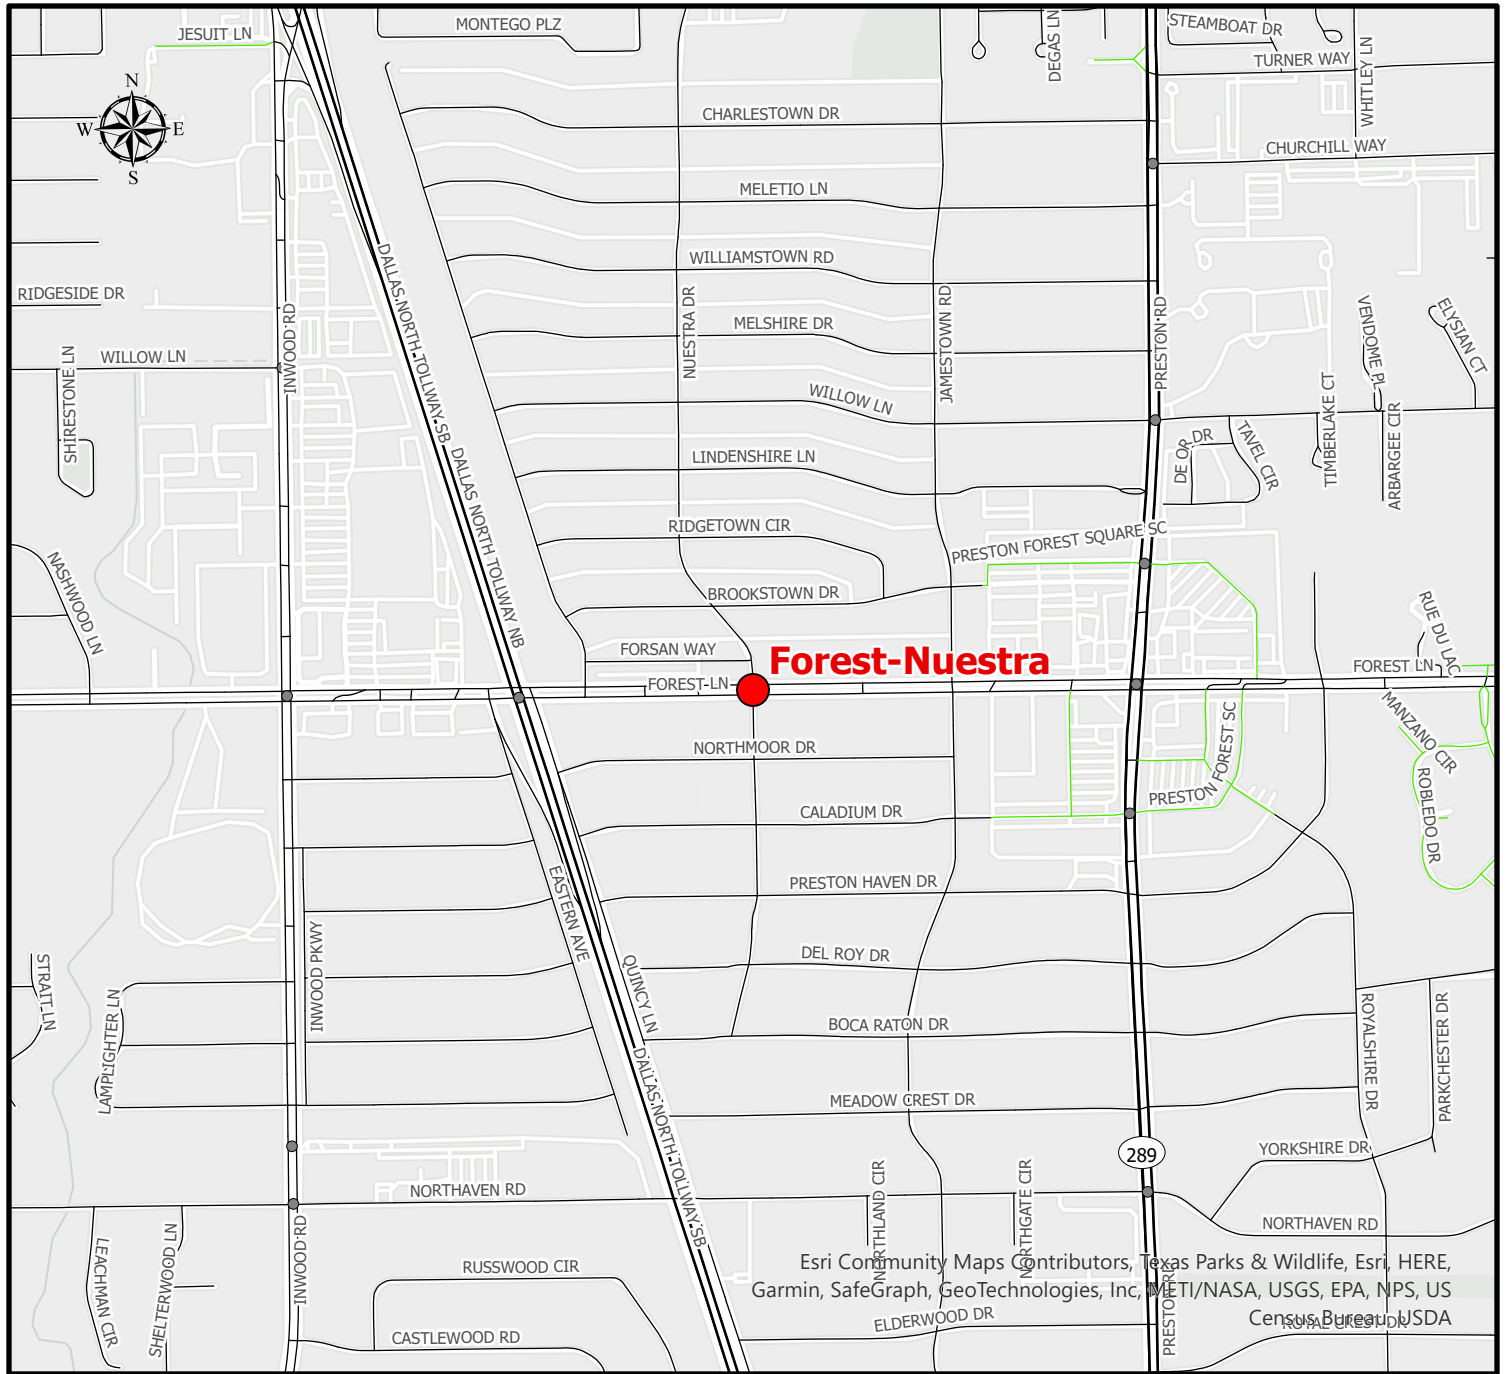 MONTEGO PLZ
JESUIT LN
DEGAS LN
STEAMBOAT DR
TURNER WAY
WHITLEY LN
N
W
E
S
CHARLESTOWN DR
CHURCHILL WAY
MELETIO LN
WILLIAMSTOWN RD
RIDGESIDE DR
INWOOD RD
DALLAS NORTH TOLLWAY SB
NUESTRA DR
MELSHIRE DR
JAMESTOWN RD
PRESTON RD
VENDOME PL
ELYSIAN CT
WILLOW LN
SHIRESTONE LN
WILLOW LN
TIMBERLAKE CT
ARBARGEE CIR
DE OR DR
TAVEL CIR
LINDENSHIRE LN
DALLAS NORTH TOLLWAY NB
RIDGETOWN CIR
PRESTON FOREST SQUARE SC
NASHWOOD LN
BROOKSTOWN DR
RUE DU LAC
FORSAN WAY
Forest-Nuestra
FOREST LN
FOREST LN
MANZANO CIR
NORTHMOOR DR
PRESTON FOREST SC
ROBLEDO DR
CALADIUM DR
EASTERN AVE
PRESTON HAVEN DR
INWOOD PKWY
DEL ROY DR
STRAIT LN
LAMPLIGHTER LN
QUINCY LN
BOCA RATON DR
ROYALSHIRE DR
PARKCHESTER DR
DALLAS NORTH TOLLWAY SB
MEADOW CREST DR
289
YORKSHIRE DR
NORTHAVEN RD
NORTHLAND CIR
NORTHGATE CIR
NORTHAVEN RD
LEACHMAN CIR
SHELTERWOOD LN
INWOOD RD
RUSSWOOD CIR
Esri Community Maps Contributors, Texas Parks & Wildlife, Esri, HERE,
Garmin, SafeGraph, GeoTechnologies, Inc, METI/NASA, USGS, EPA, NPS, US
Census Bureau, USDA
PRESTON RD
ELDERWOOD DR
ROYAL CREST DR
CASTLEWOOD RD